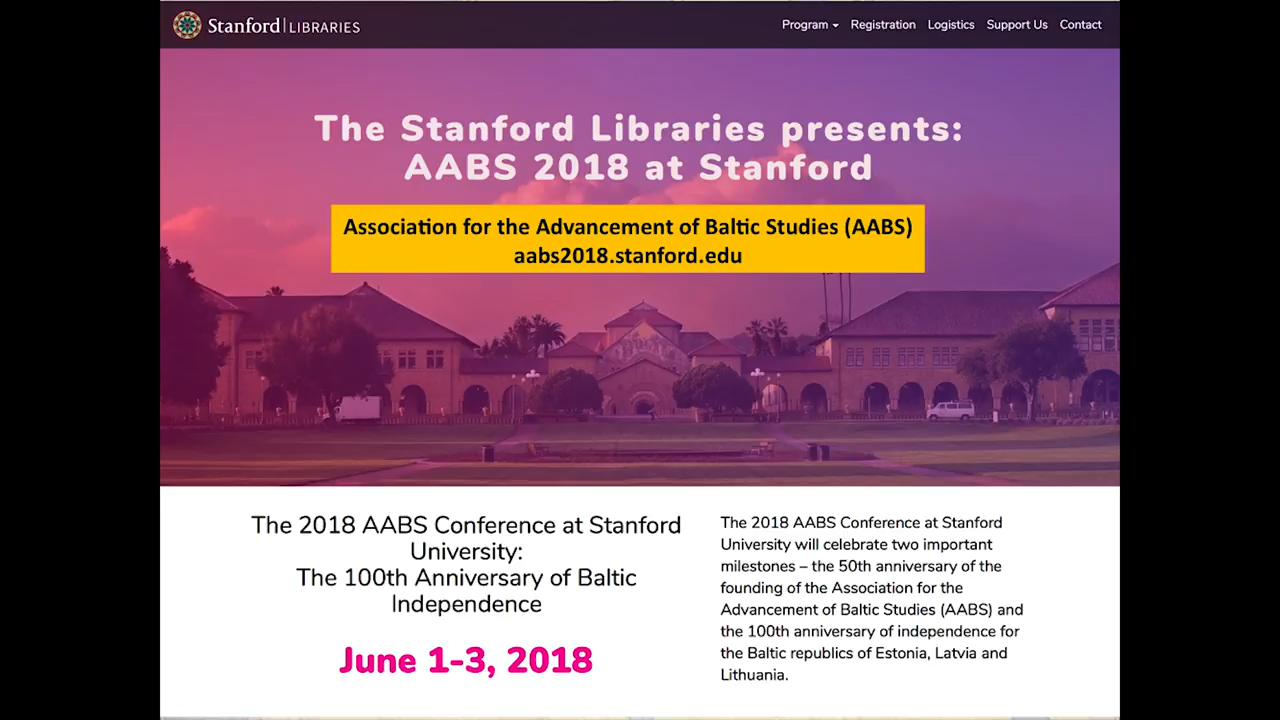 Stanford LIBRARIES
Program Registration Logistics Support Us Contact
The Stanford Libraries presents:
AABS 2018 at Stanford
Association for the Advancement of Baltic Studies (AABS)
aabs2018.stanford.edu
The 2018 AABS Conference at Stanford
University:
The 100th Anniversary of Baltic
Independence
June 1-3, 2018
The 2018 AABS Conference at Stanford
University will celebrate two important
milestones – the 50th anniversary of the
founding of the Association for the
Advancement of Baltic Studies (AABS) and
the 100th anniversary of independence for
the Baltic republics of Estonia, Latvia and
Lithuania.